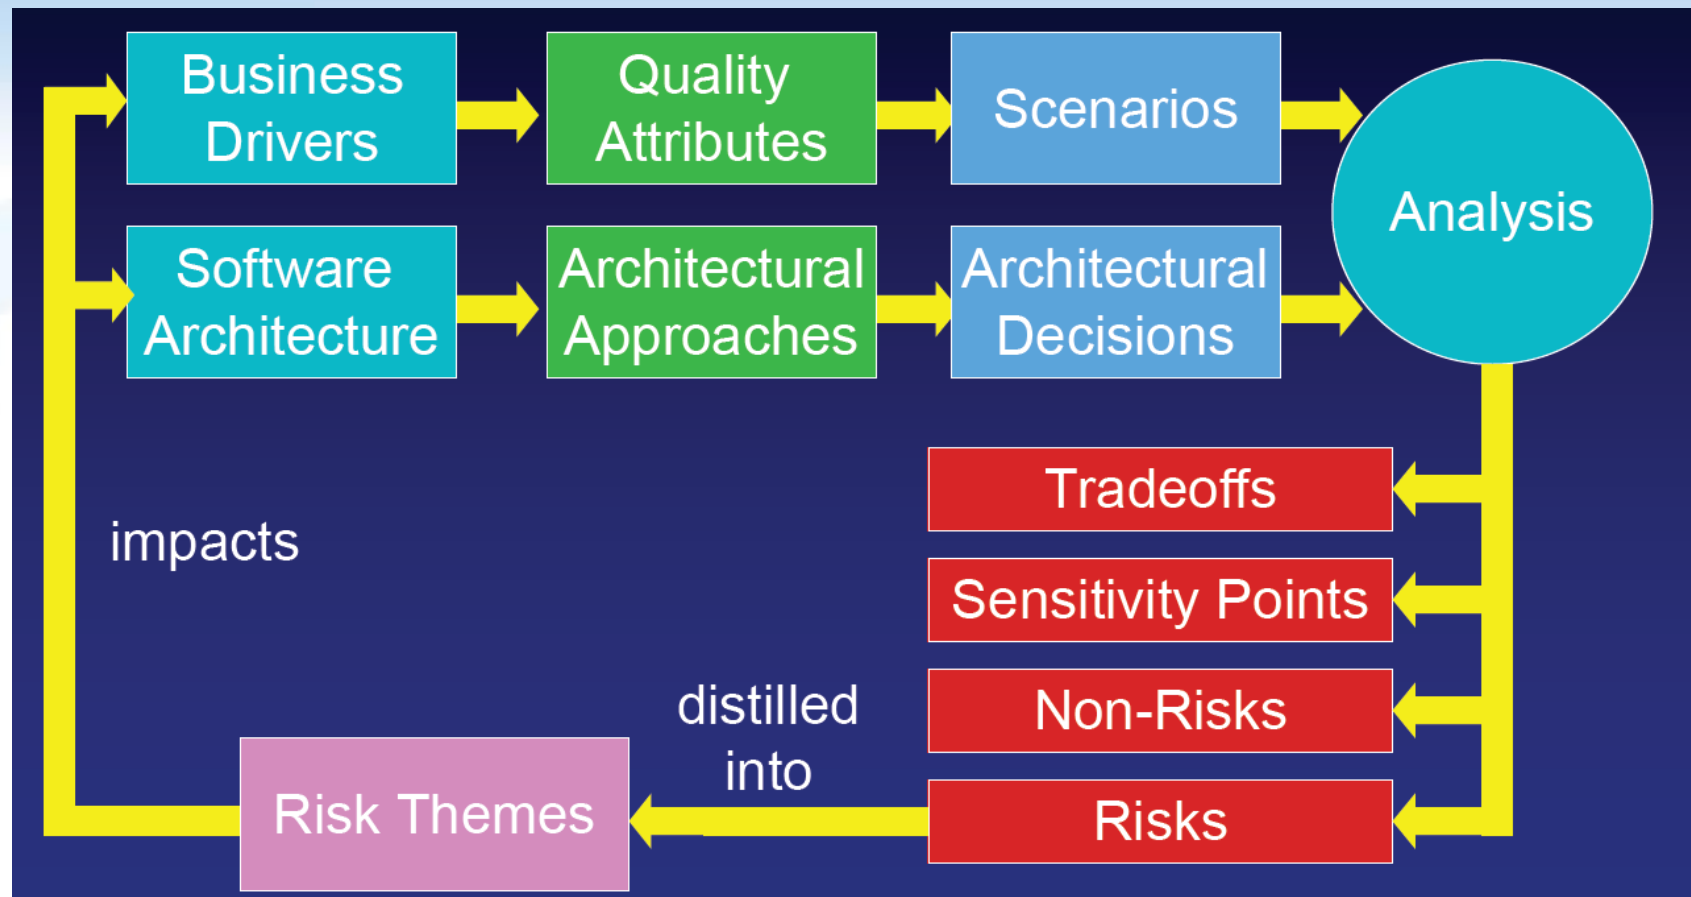 Business
Drivers
Quality
Attributes
Scenarios
Analysis
Software
Architecture
Architectural
Approaches
Architectural
Decisions
Tradeoffs
impacts
Sensitivity Points
Non-Risks
distilled
into
Risk Themes
Risks